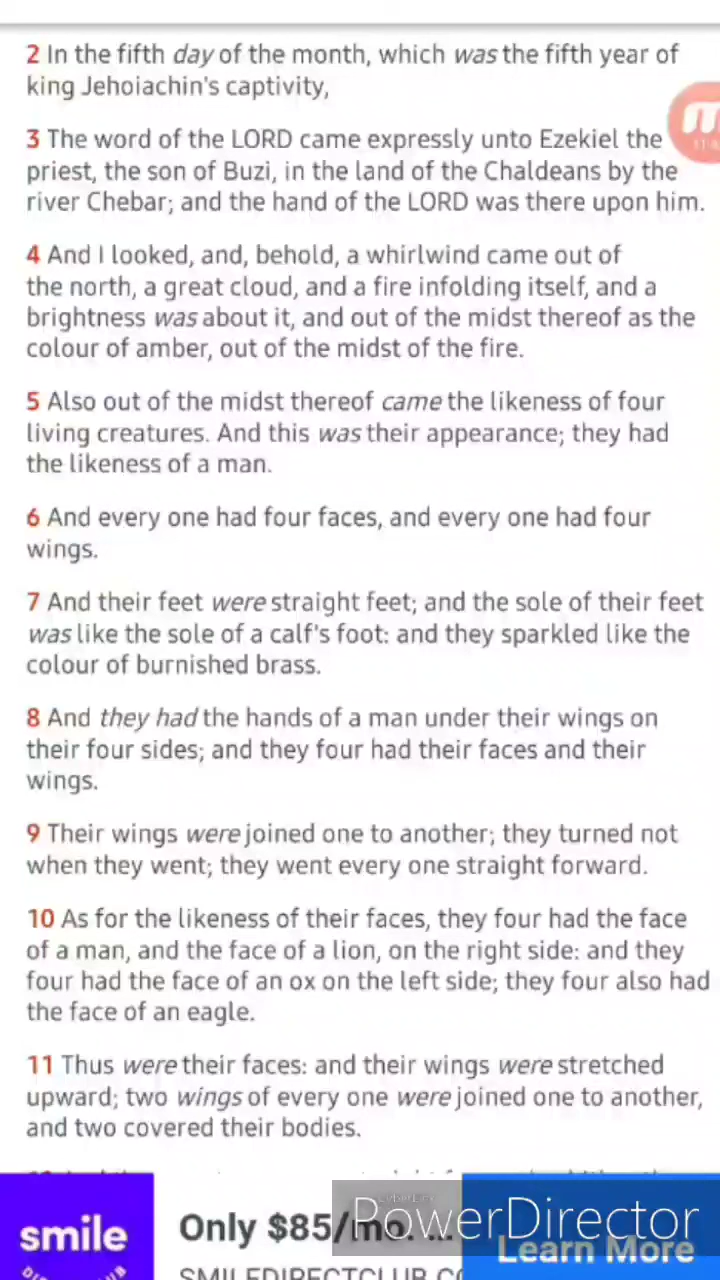 2 In the fifth day of the month, which was the fifth year of
king Jehoiachin's captivity,
3 The word of the LORD came expressly unto Ezekiel the
priest, the son of Buzi, in the land of the Chaldeans by the
river Chebar; and the hand of the LORD was there upon him.
4 And I looked, and, behold, a whirlwind came out of
the north, a great cloud, and a fire infolding itself, and a
brightness was about it, and out of the midst thereof as the
colour of amber, out of the midst of the fire.
5 Also out of the midst thereof came the likeness of four
living creatures. And this was their appearance; they had
the likeness of a man.
6 And every one had four faces, and every one had four
wings.
7 And their feet were straight feet; and the sole of their feet
was like the sole of a calf's foot: and they sparkled like the
colour of burnished brass.
8 And they had the hands of a man under their wings on
their four sides; and they four had their faces and their
wings.
9 Their wings were joined one to another; they turned not
when they went; they went every one straight forward.
10 As for the likeness of their faces, they four had the face
of a man, and the face of a lion, on the right side: and they
four had the face of an ox on the left side; they four also had
the face of an eagle.
11 Thus were their faces: and their wings were stretched
upward; two wings of every one were joined one to another,
and two covered their bodies.
smile
Only $85/mo. ...
PowerDirector
Learn More
SMILEDIRECTCLUB.CO